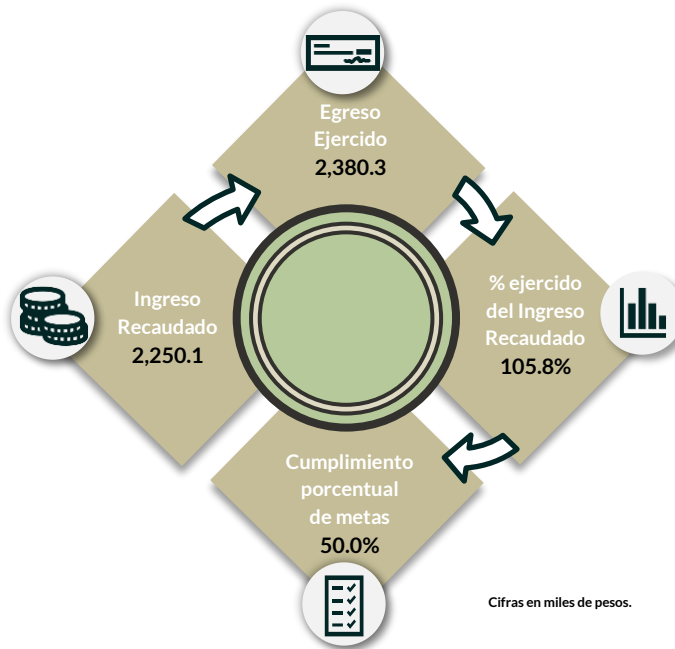 Egreso
Ejercido
2,380.3
Ingreso
Recaudado
2,250.1
% ejercido
del Ingreso
Recaudado
105.8%
Cumplimiento
porcentual
de metas
50.0%
Cifras en miles de pesos.